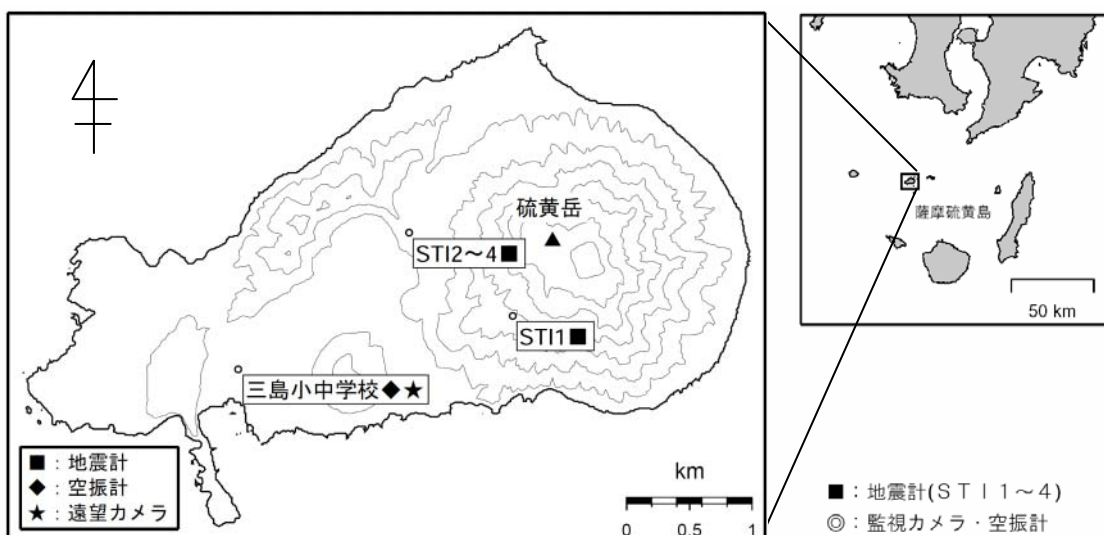 硫黄岳
STI2～4■
STI1■
三島小中学校◆★
■：地震計
◆：空振計
★：遠望カメラ
km
0 0.5 1
薩摩硫黄島
50 km
■：地震計(ＳＴＩ１～４)
◎：監視カメラ・空振計